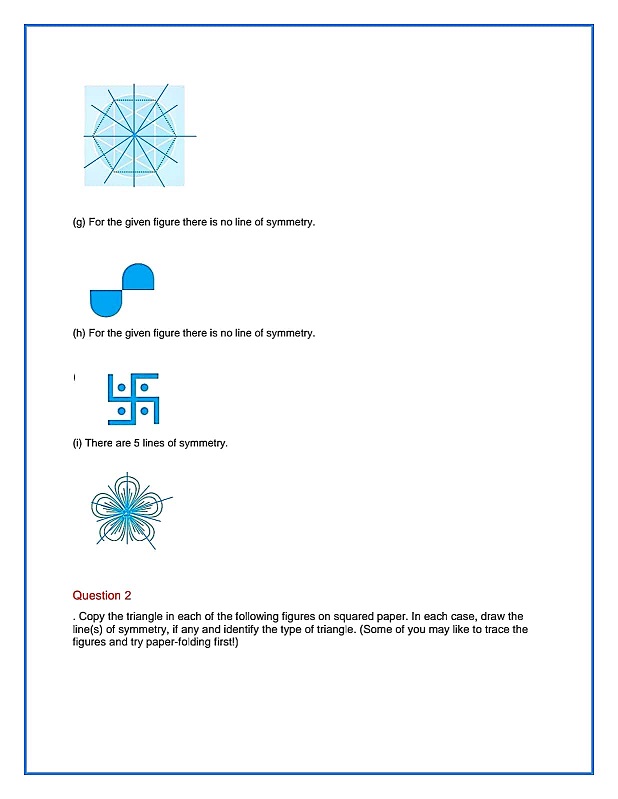 (g) For the given figure there is no line of symmetry.
(h) For the given figure there is no line of symmetry.
(i) There are 5 lines of symmetry.
Question 2
. Copy the triangle in each of the following figures on squared paper. In each case, draw the
line(s) of symmetry, if any and identify the type of triangle. (Some of you may like to trace the
figures and try paper-folding first!)